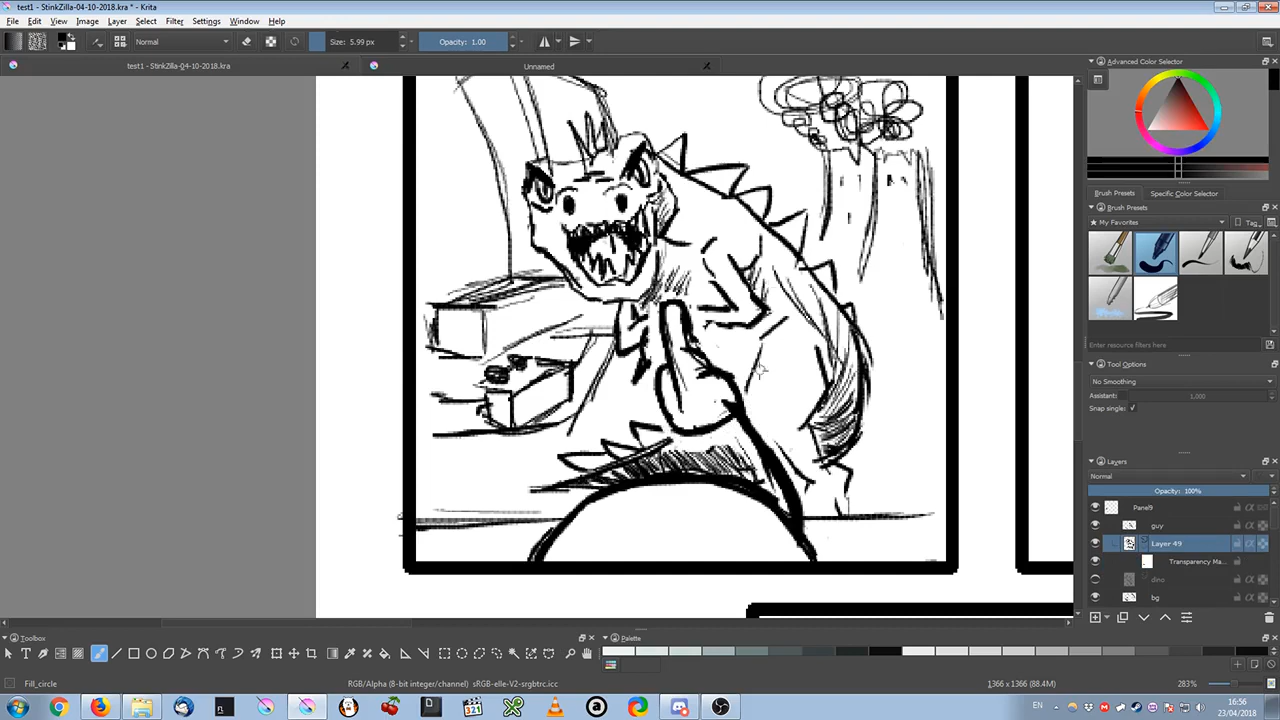 test1 - StinkZilla-04-10-2018.kra * - Krita
File Edit View Image Layer Select Filter Settings Window Help
Normal Size: 5.99 px Opacity: 1.00
test1 - StinkZilla-04-10-2018.kra Unnamed
Advanced Color Selector
Brush Presets Specific Color Selector
Brush Presets
My Favorites Tag
Enter resource filters here
Tool Options
No Smoothing
Assistant: 1.000
Snap single:
Layers
Normal
Opacity: 100%
Panel9
guy
Layer 49
Transparency Ma...
dino
bg
Toolbox Palette
Fill_circle RGB/Alpha (8-bit integer/channel) sRGB-elle-V2-srgbtrc.icc 1366 x 1366 (88.4M) 283%
EN 16:56
23/04/2018